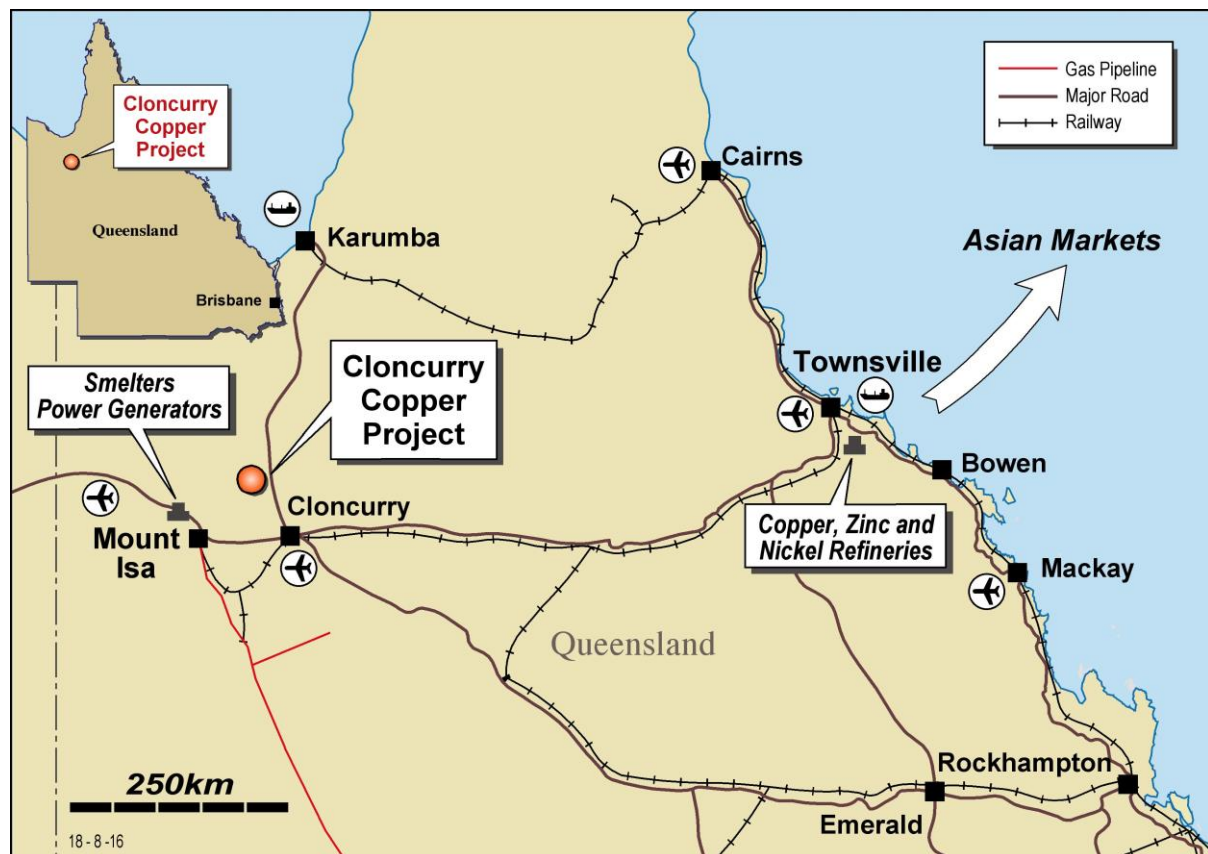 Cloncurry
Copper
Project
Queensland
Brisbane
Gas Pipeline
Major Road
Railway
Cairns
Karumba
Asian Markets
Smelters
Power Generators
Cloncurry
Copper
Project
Townsville
Bowen
Cloncurry
Mount
Isa
Copper, Zinc and
Nickel Refineries
Mackay
Queensland
Rockhampton
250km
Emerald
18 - 8 -16